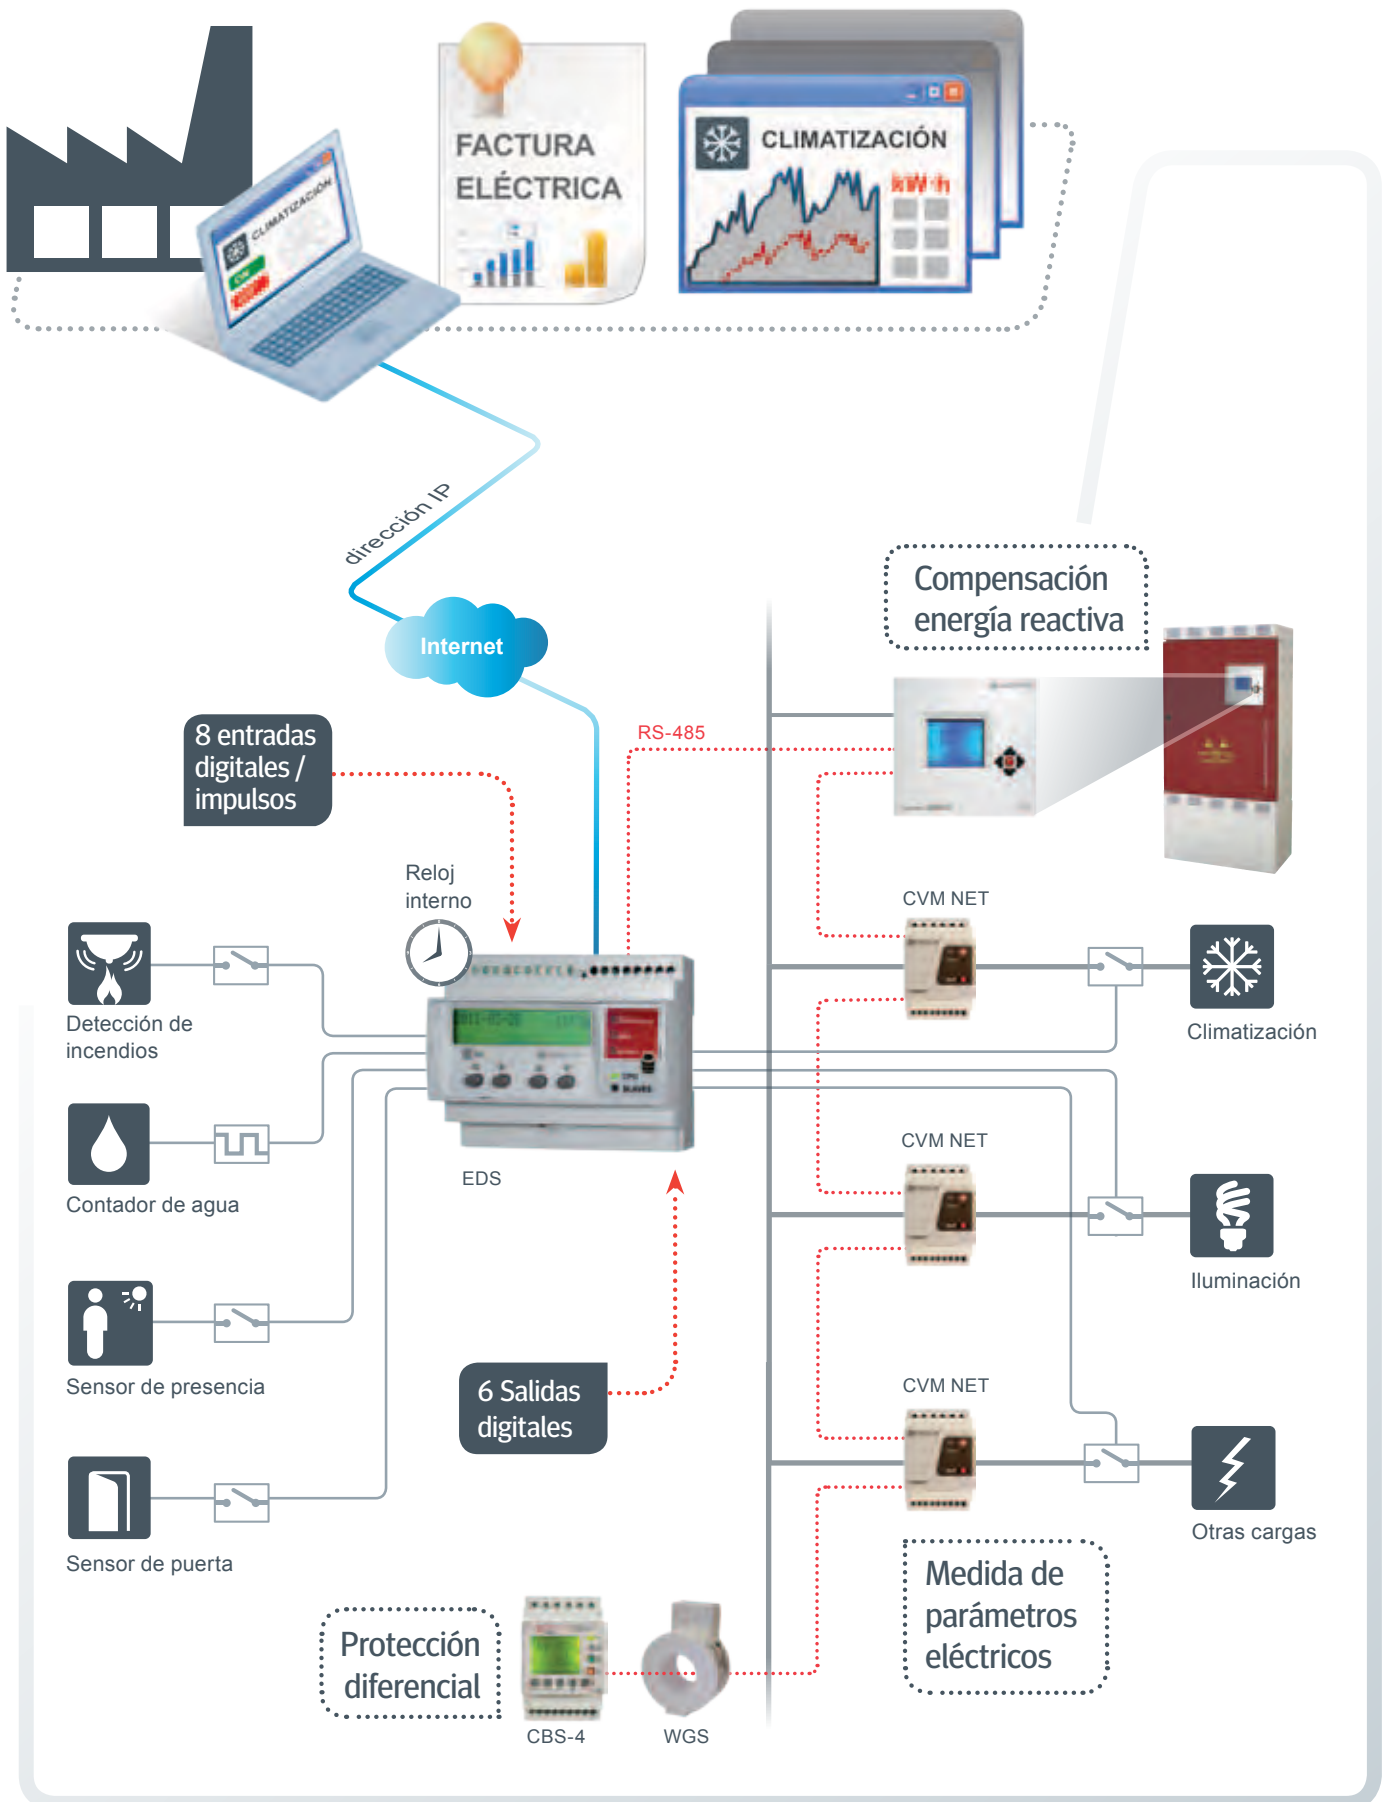 FACTURA
ELÉCTRICA
CLIMATIZACIÓN
kW·h
CLIMATIZACIÓN
ON
dirección IP
Internet
Compensación
energía reactiva
8 entradas
digitales /
impulsos
RS-485
Reloj
interno
CVM NET
Detección de
incendios
Climatización
EDS
CVM NET
Contador de agua
Iluminación
Sensor de presencia
6 Salidas
digitales
CVM NET
Sensor de puerta
Otras cargas
Medida de
parámetros
eléctricos
Protección
diferencial
CBS-4
WGS